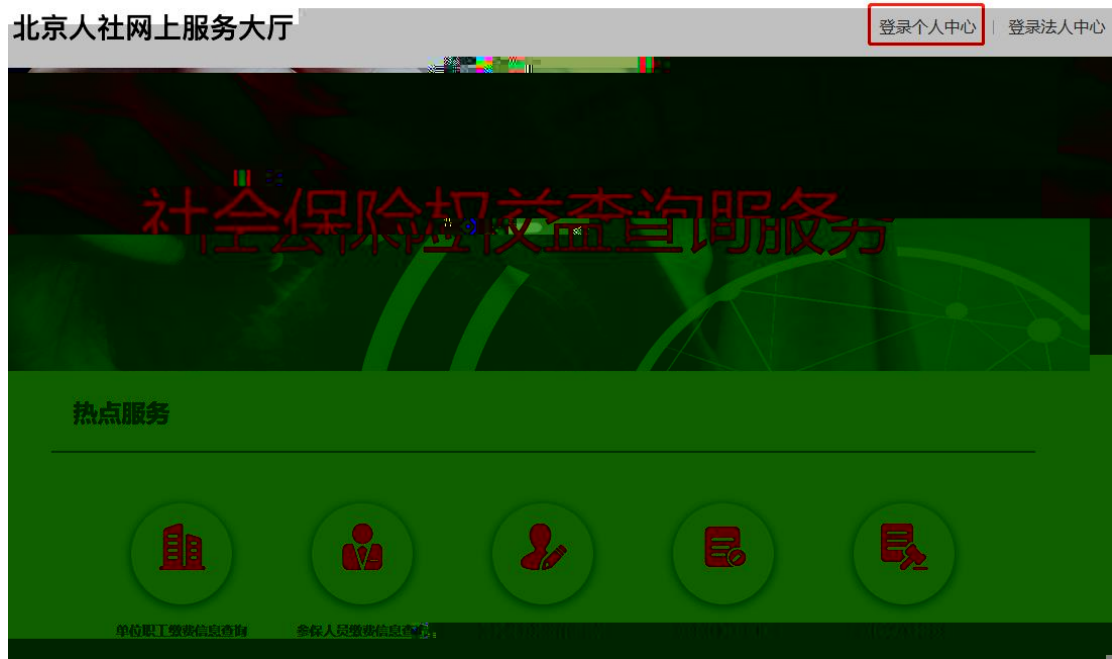 北京人社网上服务大厅
登录个人中心 | 登录法人中心
社会保险权益查询服务
热点服务
单位职工缴费信息查询 参保人员缴费信息查询